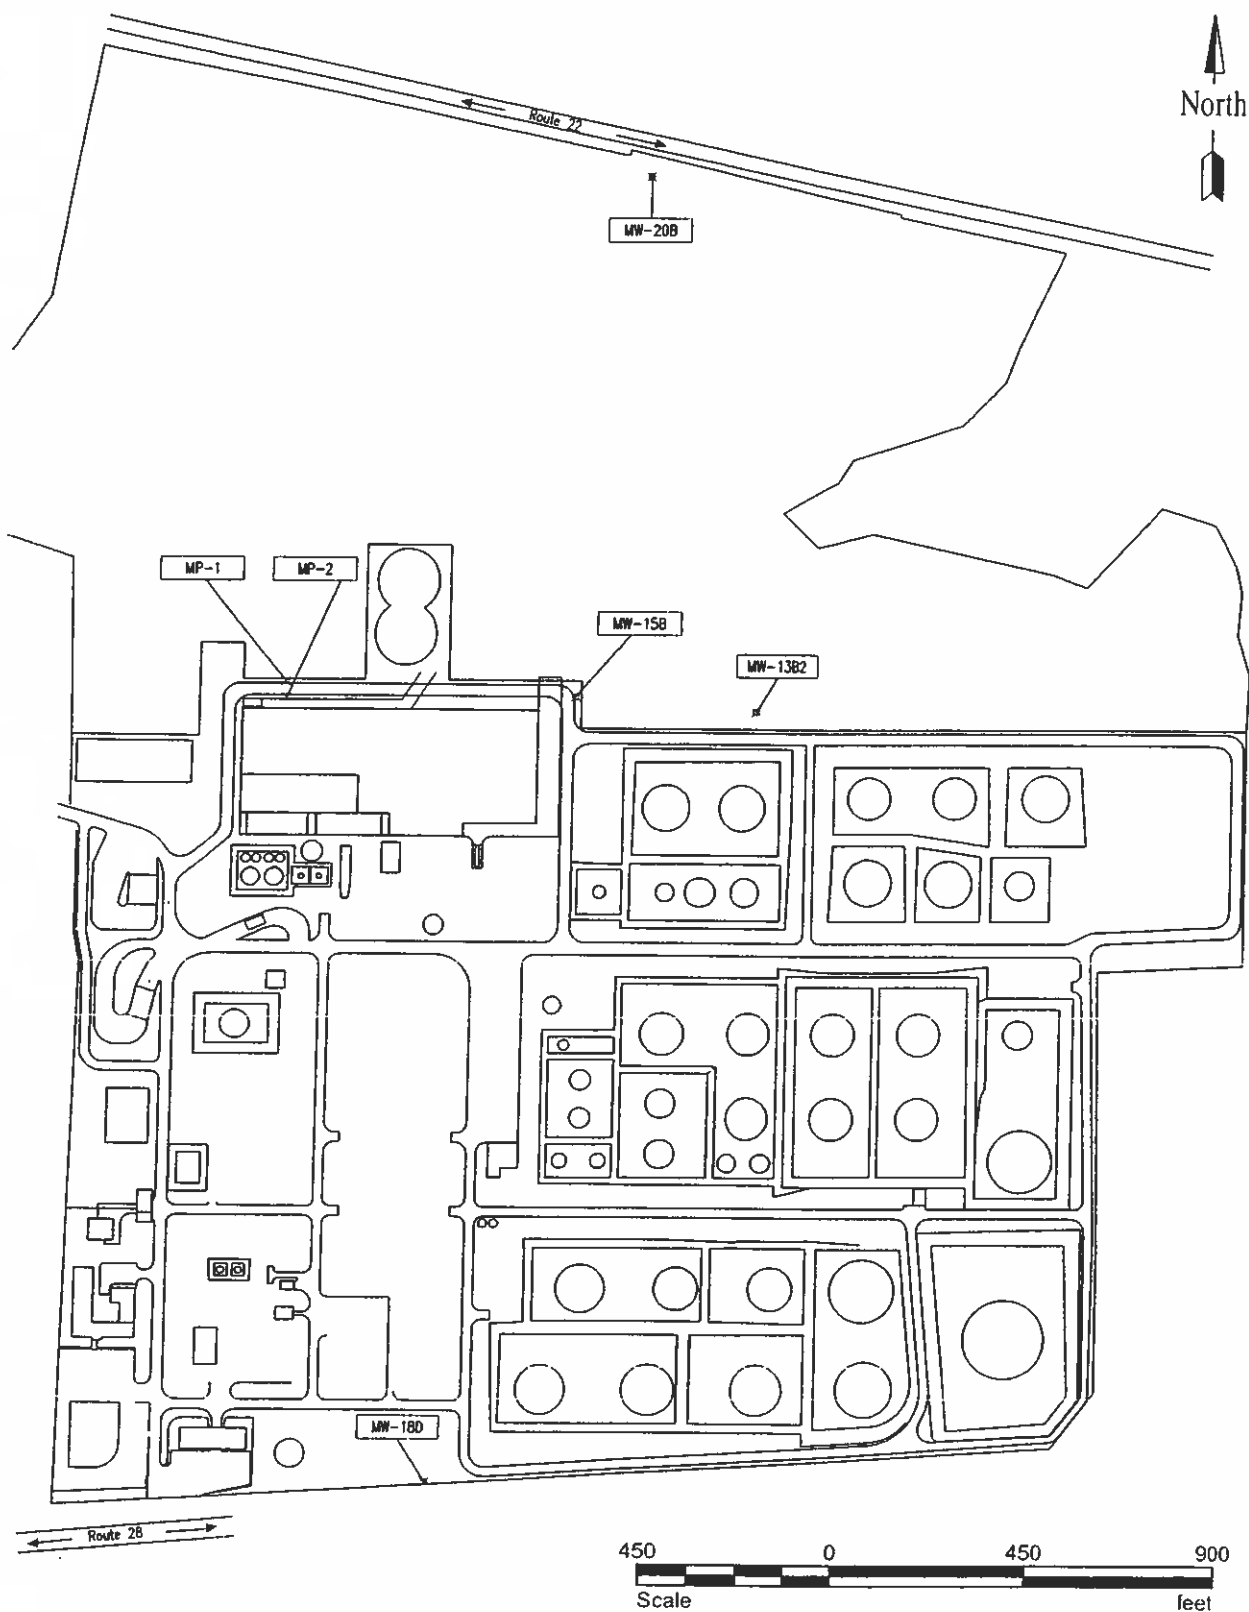 North
Route 22
MW-20B
MP-1
MP-2
MW-15B
MW-13B2
MW-18D
Route 28
450 0 450 900
Scale feet